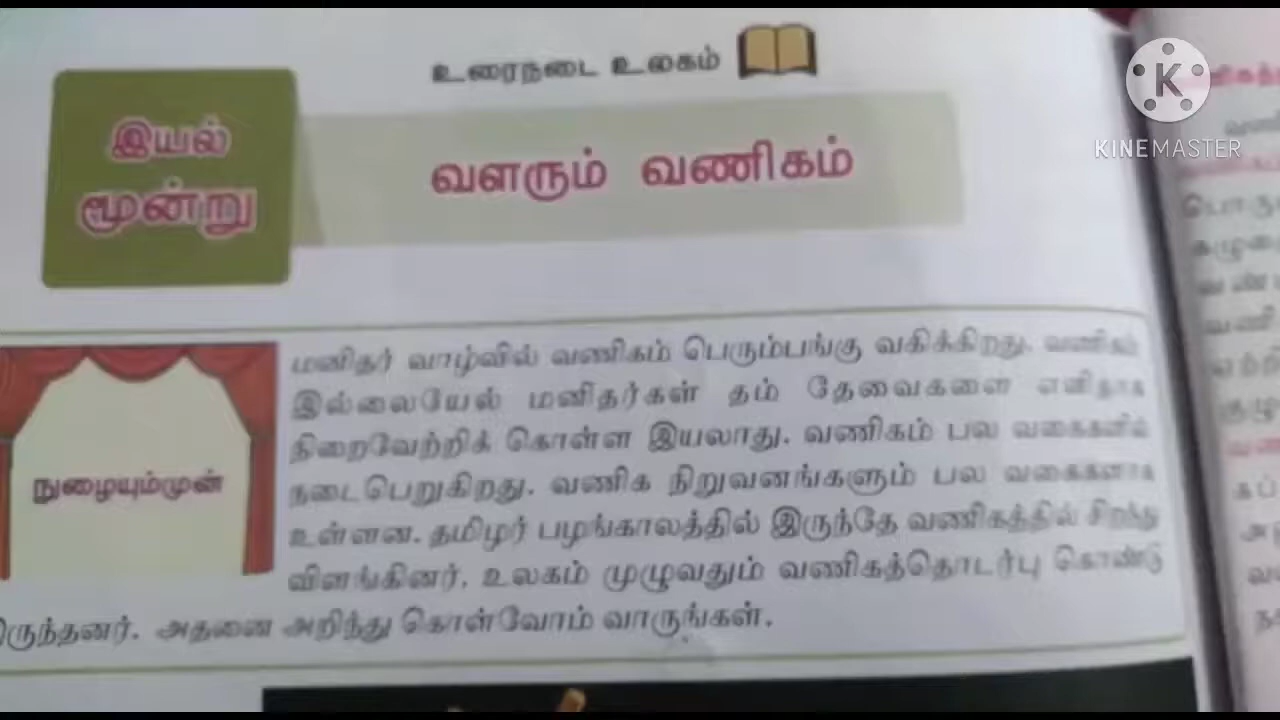 உரைநடை உலகம்
இயல்
மூன்று
வளரும் வணிகம்
KINEMASTER
நுழையும்முன்
மனிதர் வாழ்வில் வணிகம் பெரும்பங்கு வகிக்கிறது. வணிகம்
இல்லையேல் மனிதர்கள் தம் தேவைகளை எளிதாக
நிறைவேற்றிக் கொள்ள இயலாது. வணிகம் பல வகைகளில்
நடைபெறுகிறது. வணிக நிறுவனங்களும் பல வகைகளாக
உள்ளன. தமிழர் பழங்காலத்தில் இருந்தே வணிகத்தில் சிறந்து
விளங்கினர். உலகம் முழுவதும் வணிகத்தொடர்பு கொண்டு
இருந்தனர். அதனை அறிந்து கொள்வோம் வாருங்கள்.